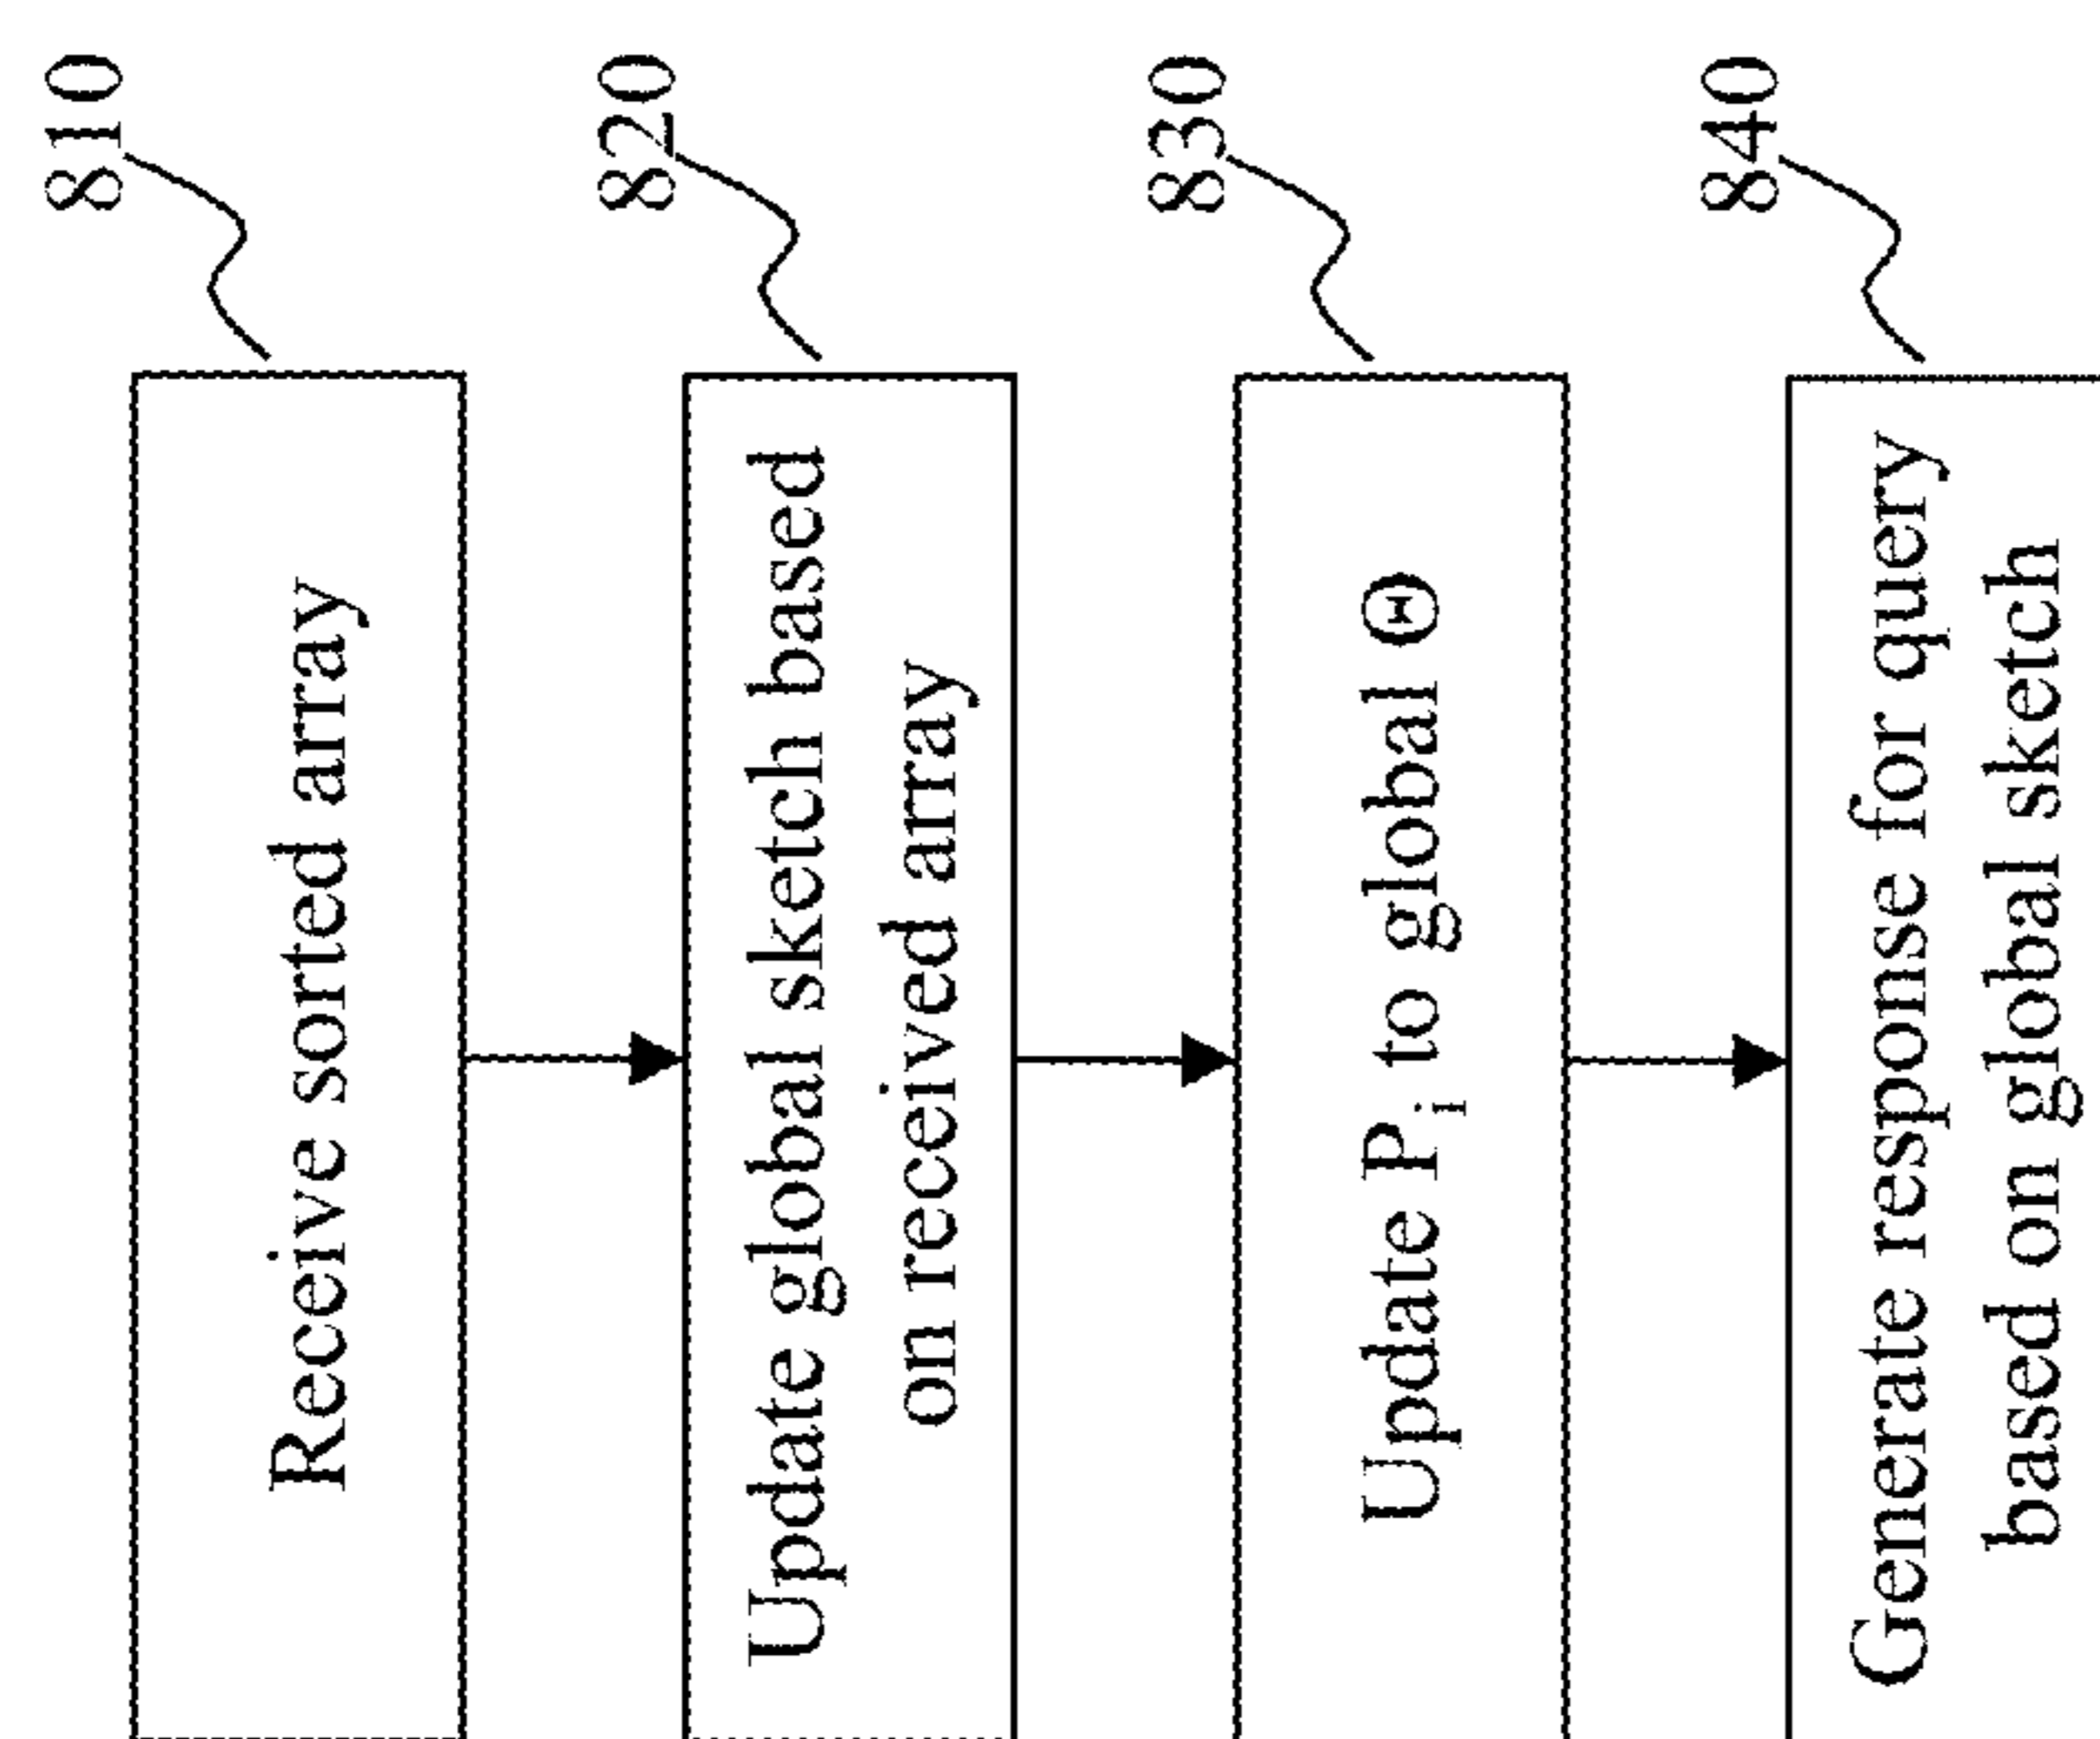 810
Receive sorted array
820
Update global sketch based
on received array
830
Update Pᵢ to global Θ
840
Generate response for query
based on global sketch